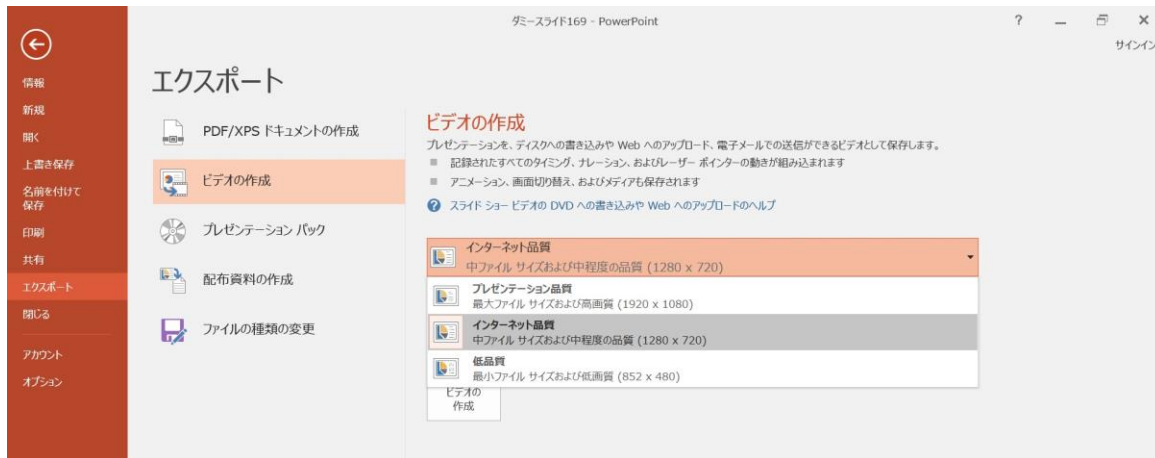 ダミースライド169 - PowerPoint
?
サインイン
情報
新規
開く
上書き保存
名前を付けて
保存
印刷
共有
エクスポート
閉じる
アカウント
オプション
エクスポート
PDF/XPS ドキュメントの作成
ビデオの作成
プレゼンテーション パック
配布資料の作成
ファイルの種類の変更
ビデオの作成
プレゼンテーションを、ディスクへの書き込みや Web へのアップロード、電子メールでの送信ができるビデオとして保存します。
記録されたすべてのタイミング、ナレーション、およびレーザー ポインターの動きが組み込まれます
アニメーション、画面切り替え、およびメディアも保存されます
スライド ショー ビデオの DVD への書き込みや Web へのアップロードのヘルプ
インターネット品質
中ファイル サイズおよび中程度の品質 (1280 x 720)
プレゼンテーション品質
最大ファイル サイズおよび高画質 (1920 x 1080)
インターネット品質
中ファイル サイズおよび中程度の品質 (1280 x 720)
低品質
最小ファイル サイズおよび低画質 (852 x 480)
ビデオの
作成